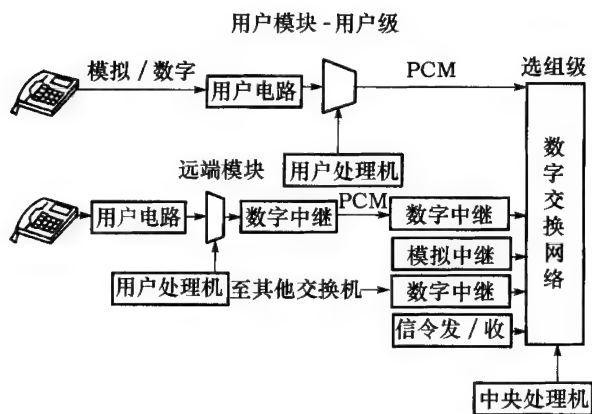 用户模块-用户级
模拟/数字
用户电路
PCM
选组级
数字交换网络
远端模块
用户处理机
用户电路
数字中继
PCM
数字中继
模拟中继
用户处理机
至其他交换机
数字中继
信令发/收
中央处理机